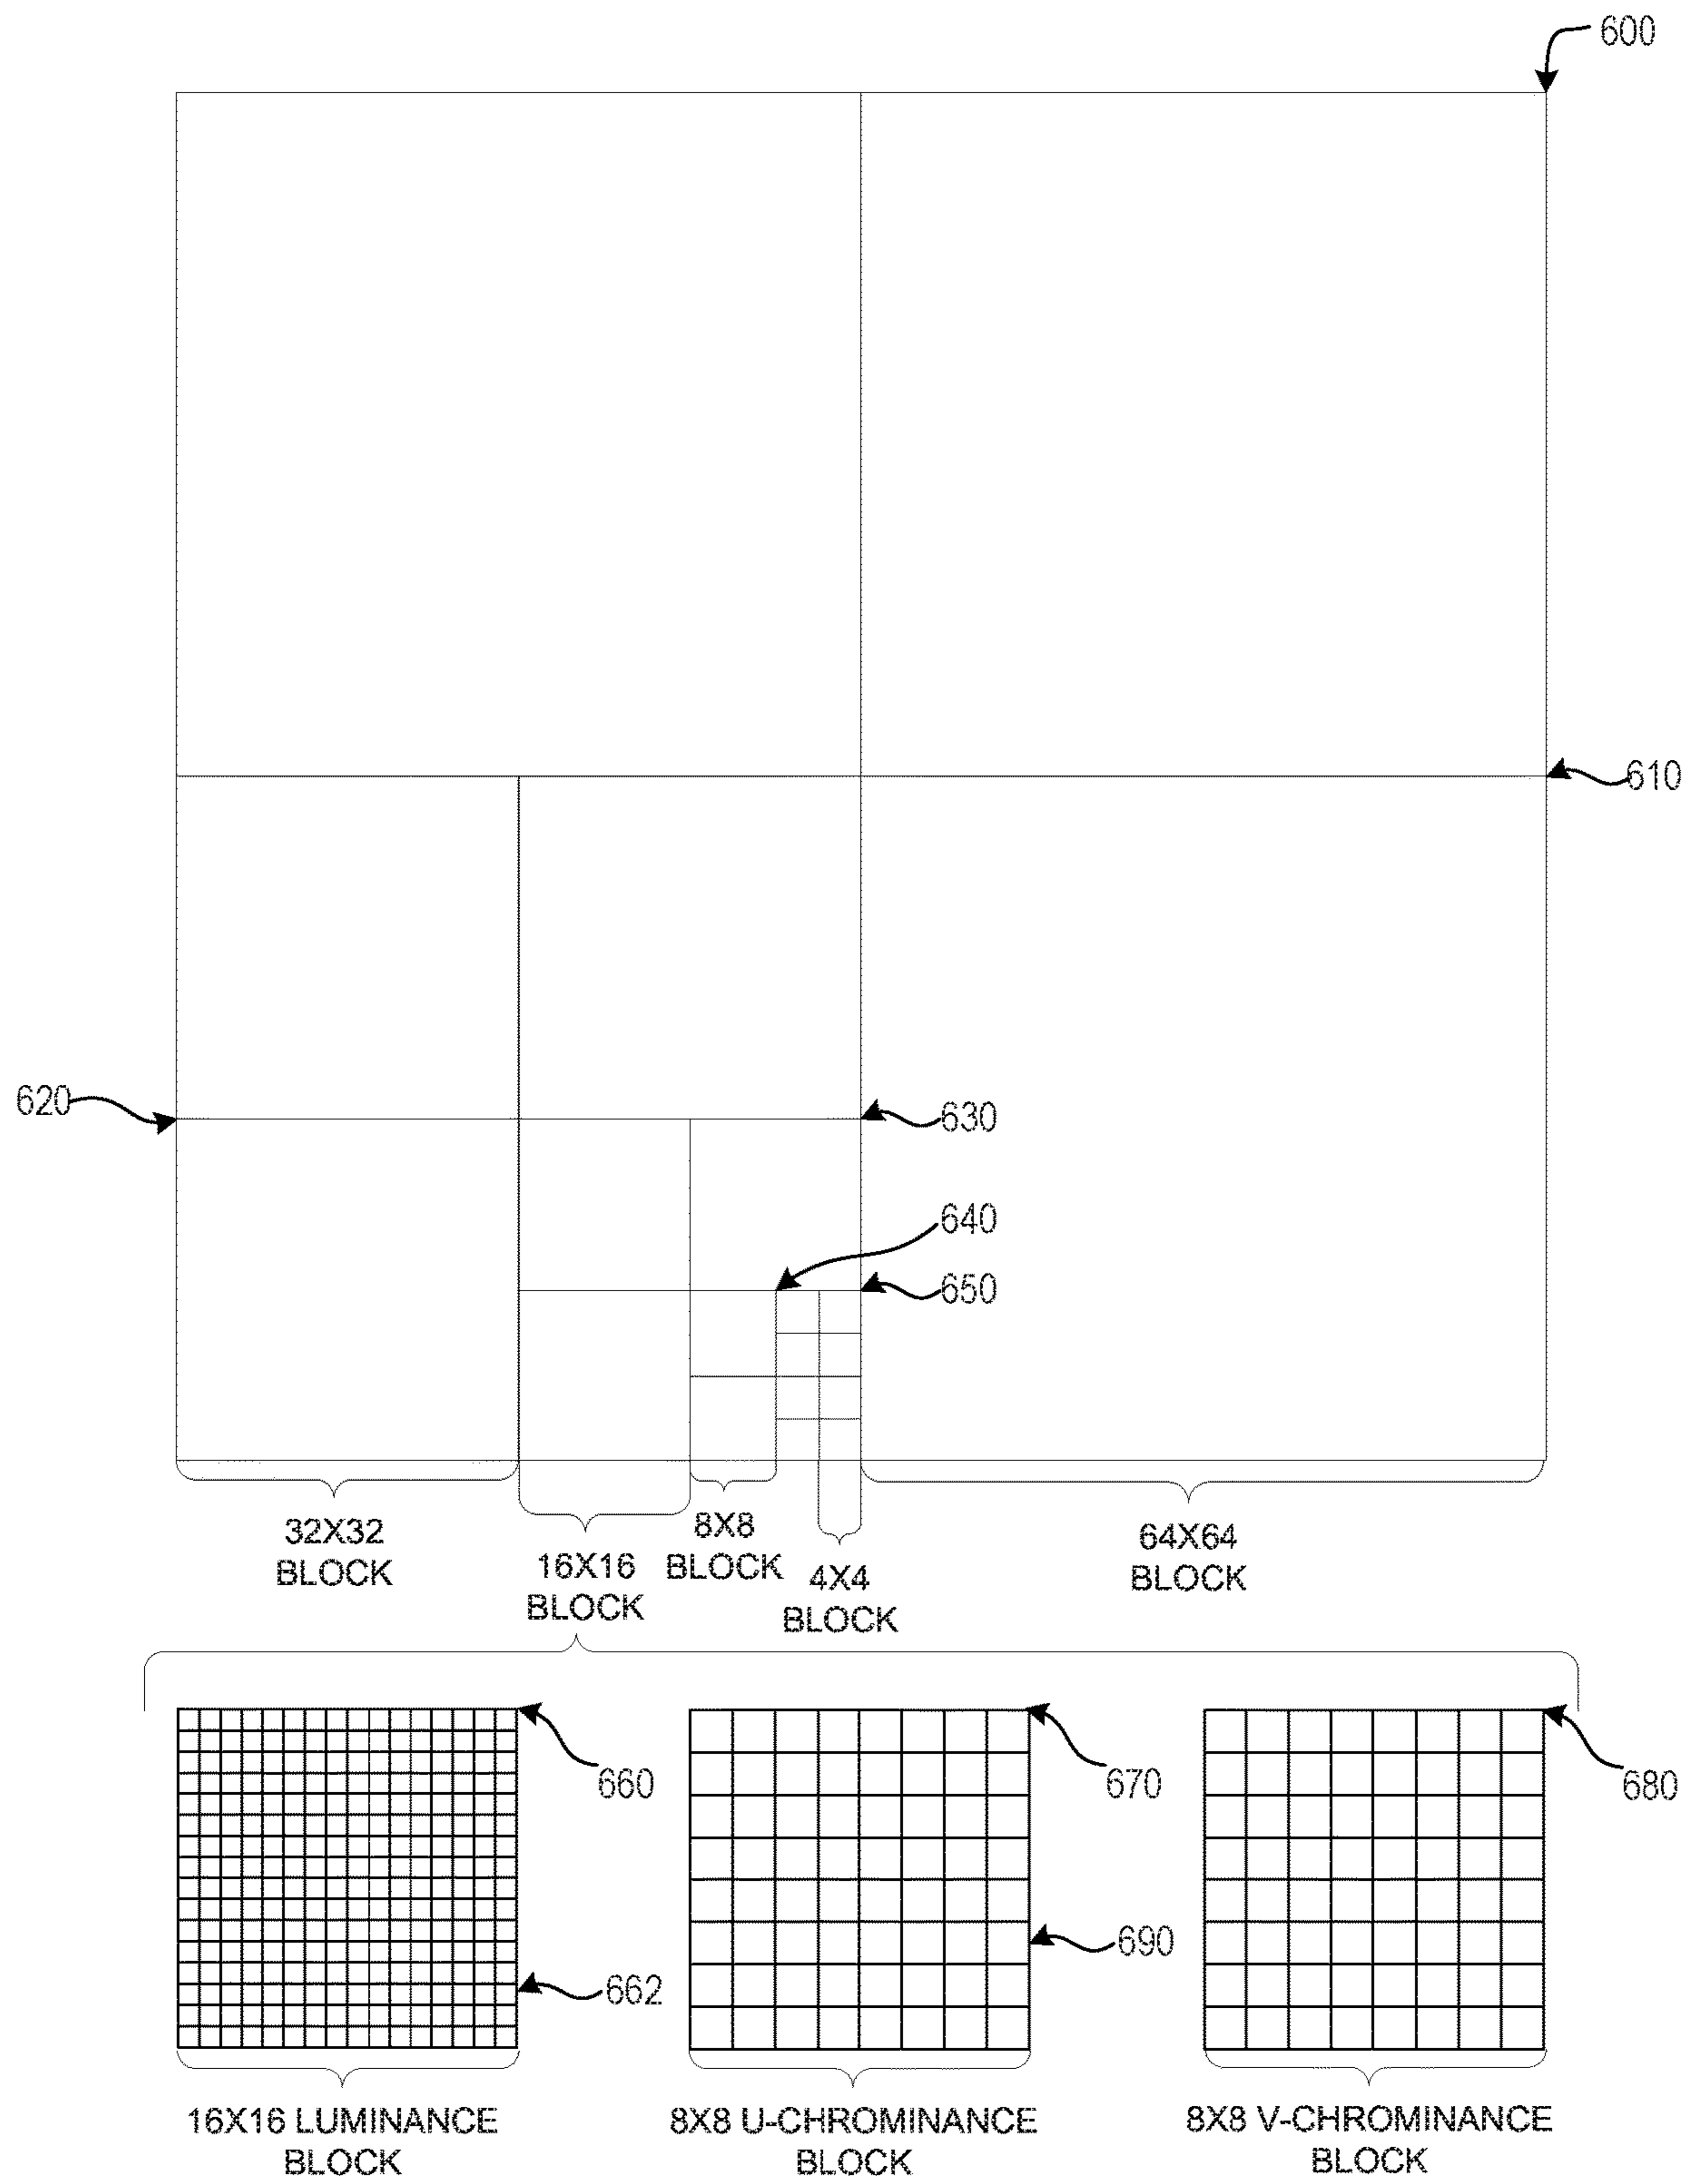 600
610
620
630
640
650
32X32
BLOCK
16X16
BLOCK
8X8
BLOCK
4X4
BLOCK
64X64
BLOCK
660
670
680
690
662
16X16 LUMINANCE
BLOCK
8X8 U-CHROMINANCE
BLOCK
8X8 V-CHROMINANCE
BLOCK